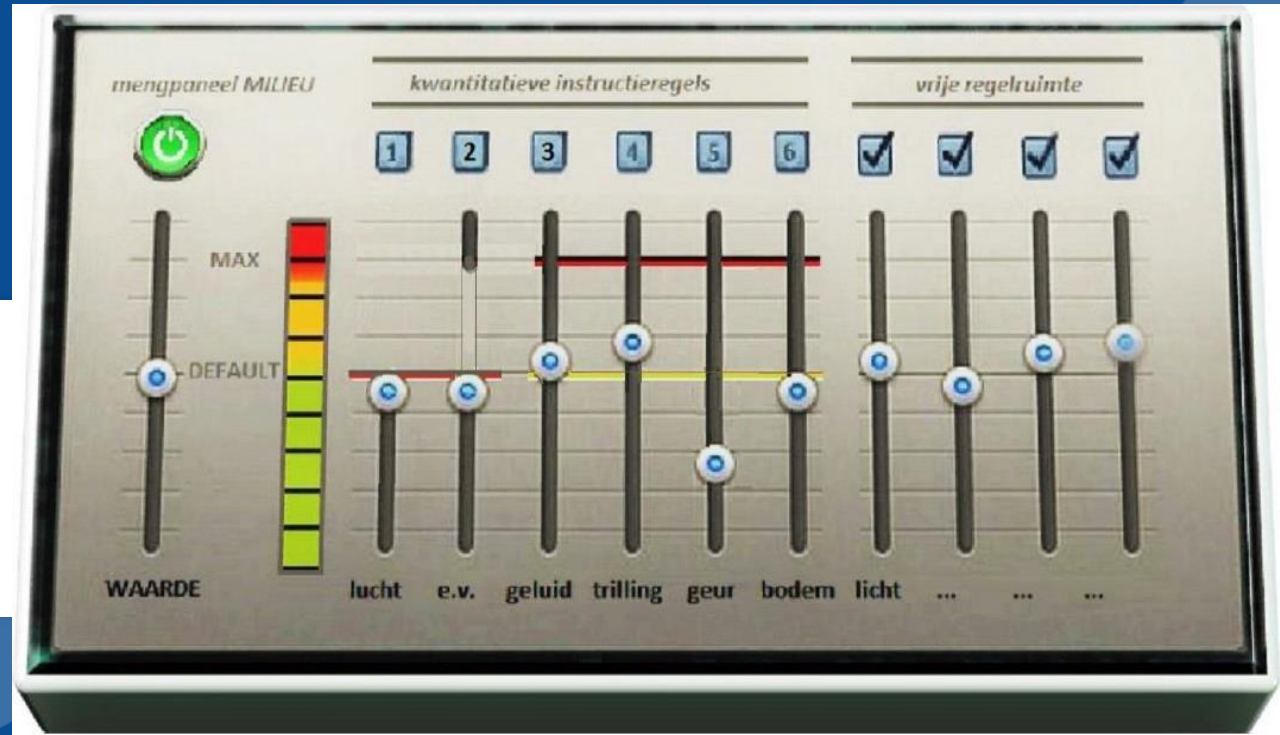 mengpaneel MILIEU
kwantitatieve instructieregels
vrije regelruimte
1 2 3 4 5 6
MAX
DEFAULT
WAARDE
lucht e.v. geluid trilling geur bodem licht ... ... ...